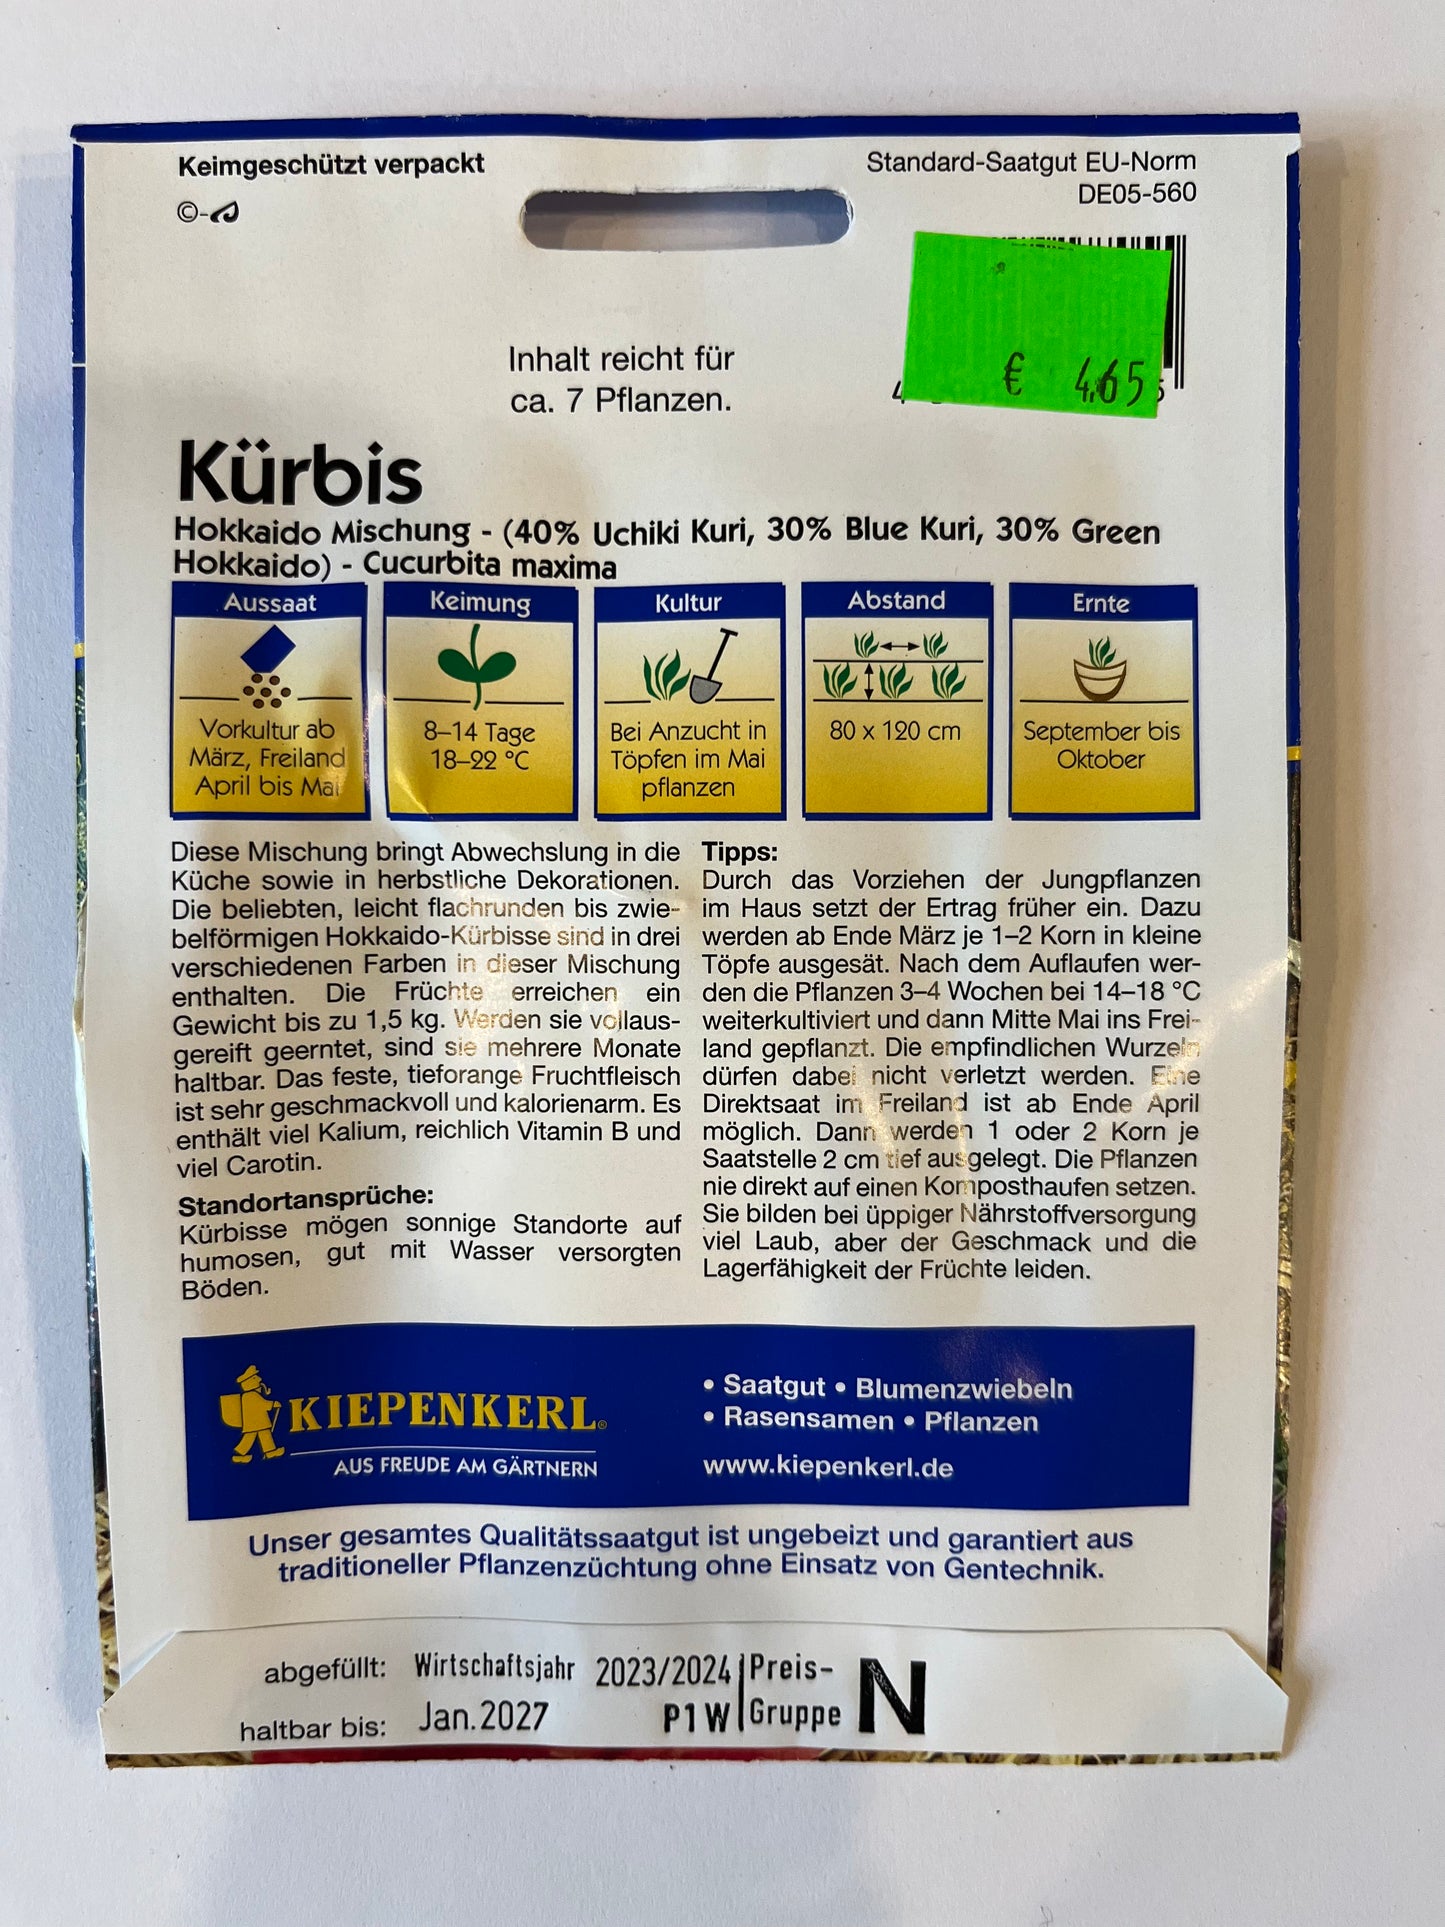 Keimgeschützt verpackt
©-
Standard-Saatgut EU-Norm
DE05-560
€ 4,65
4
5
Inhalt reicht für
ca. 7 Pflanzen.
Kürbis
Hokkaido Mischung - (40% Uchiki Kuri, 30% Blue Kuri, 30% Green
Hokkaido) - Cucurbita maxima
Aussaat
Vorkultur ab
März, Freiland
April bis Mai
Keimung
8–14 Tage
18–22 °C
Kultur
Bei Anzucht in
Töpfen im Mai
pflanzen
Abstand
80 x 120 cm
Ernte
September bis
Oktober
Diese Mischung bringt Abwechslung in die
Küche sowie in herbstliche Dekorationen.
Die beliebten, leicht flachrunden bis zwie-
belförmigen Hokkaido-Kürbisse sind in drei
verschiedenen Farben in dieser Mischung
enthalten. Die Früchte erreichen ein
Gewicht bis zu 1,5 kg. Werden sie vollaus-
gereift geerntet, sind sie mehrere Monate
haltbar. Das feste, tieforange Fruchtfleisch
ist sehr geschmackvoll und kalorienarm. Es
enthält viel Kalium, reichlich Vitamin B und
viel Carotin.
Standortansprüche:
Kürbisse mögen sonnige Standorte auf
humosen, gut mit Wasser versorgten
Böden.
Tipps:
Durch das Vorziehen der Jungpflanzen
im Haus setzt der Ertrag früher ein. Dazu
werden ab Ende März je 1–2 Korn in kleine
Töpfe ausgesät. Nach dem Auflaufen wer-
den die Pflanzen 3–4 Wochen bei 14–18 °C
weiterkultiviert und dann Mitte Mai ins Frei-
land gepflanzt. Die empfindlichen Wurzeln
dürfen dabei nicht verletzt werden. Eine
Direktsaat im Freiland ist ab Ende April
möglich. Dann werden 1 oder 2 Korn je
Saatstelle 2 cm tief ausgelegt. Die Pflanzen
nie direkt auf einen Komposthaufen setzen.
Sie bilden bei üppiger Nährstoffversorgung
viel Laub, aber der Geschmack und die
Lagerfähigkeit der Früchte leiden.
KIEPENKERL®
AUS FREUDE AM GÄRTNERN
• Saatgut • Blumenzwiebeln
• Rasensamen • Pflanzen
www.kiepenkerl.de
Unser gesamtes Qualitätssaatgut ist ungebeizt und garantiert aus
traditioneller Pflanzenzüchtung ohne Einsatz von Gentechnik.
abgefüllt: Wirtschaftsjahr 2023/2024
haltbar bis: Jan.2027 P1W
Preis-
Gruppe
N